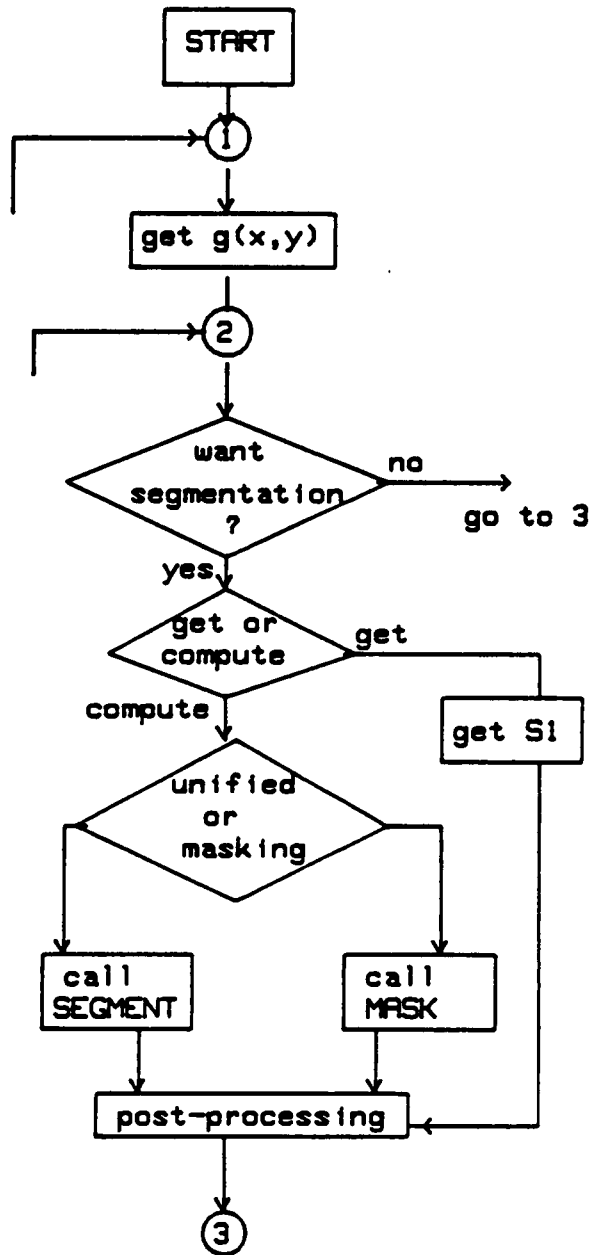 START
1
get g(x,y)
2
want
segmentation
?
no
go to 3
yes
get or
compute
get
compute
get Si
unified
or
masking
call
SEGMENT
call
MASK
post-processing
3